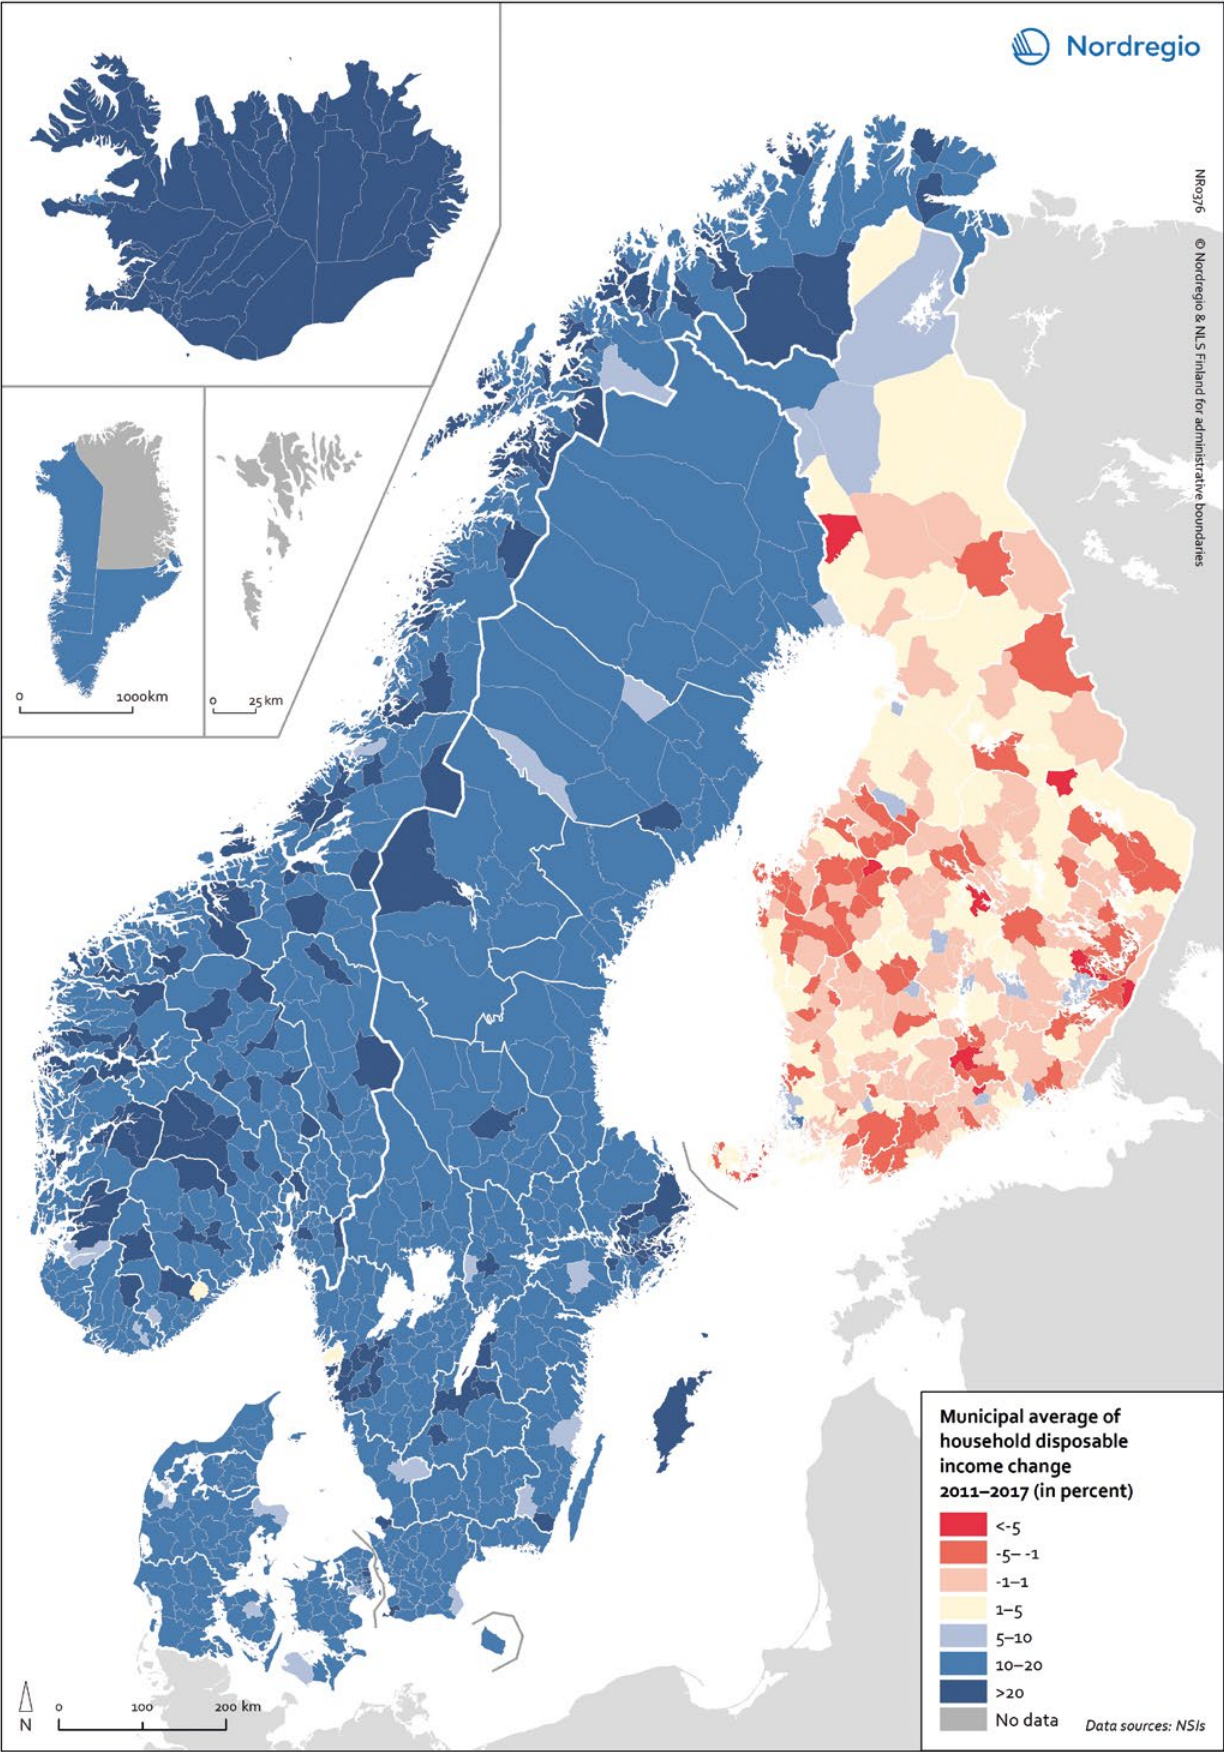 Nordregio
NR0376
© Nordregio & NLS Finland for administrative boundaries
0
1000km
0
25 km
Municipal average of
household disposable
income change
2011–2017 (in percent)
<-5
-5– -1
-1–1
1–5
5–10
10–20
>20
No data
Data sources: NSIs
N
0
100
200 km